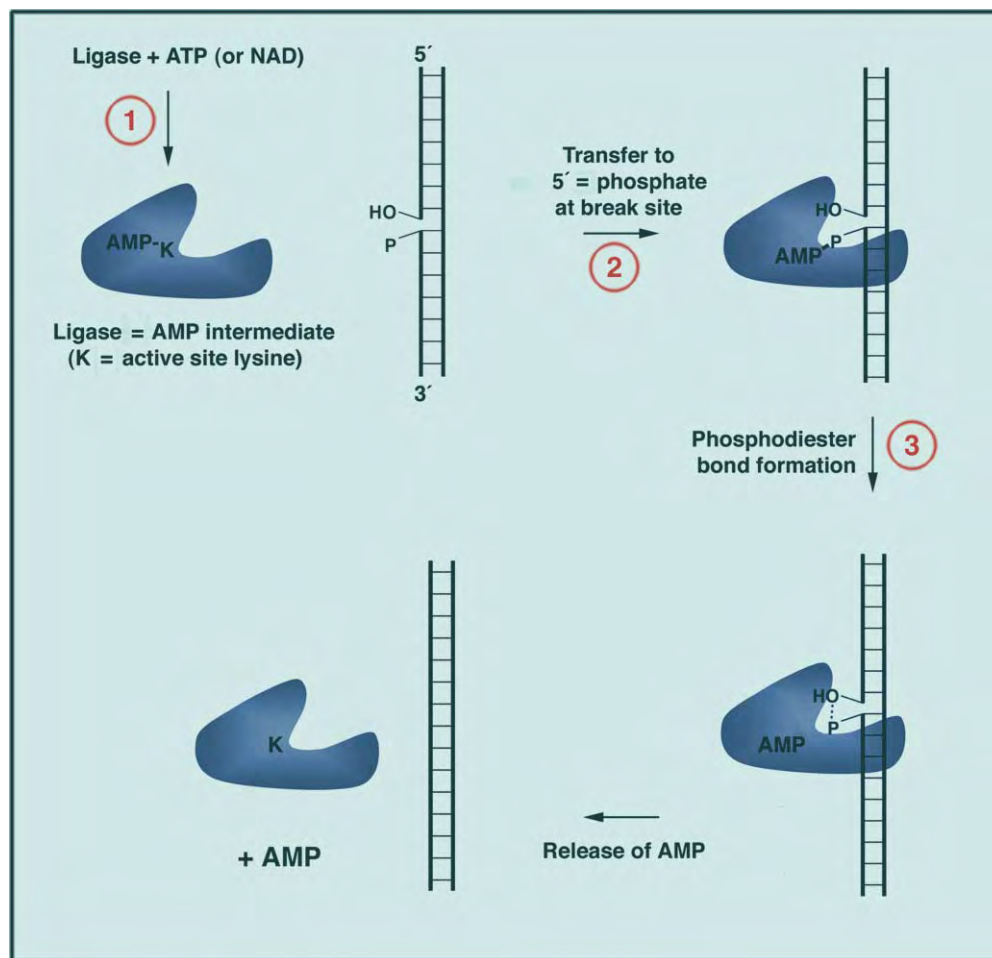 Ligase + ATP (or NAD)
1
AMP-K
Ligase = AMP intermediate
(K = active site lysine)
5´
HO
P
3´
Transfer to
5´ = phosphate
at break site
2
HO
P
AMP
Phosphodiester
bond formation
3
HO
P
AMP
Release of AMP
K
+ AMP